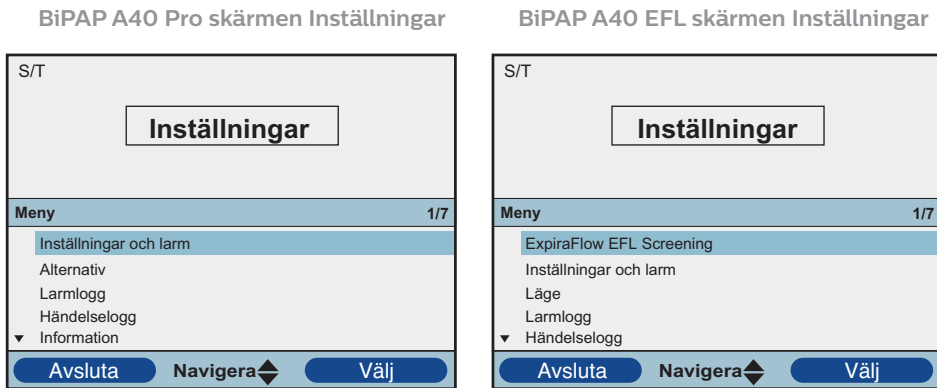 BiPAP A40 Pro skärmen Inställningar
S/T
Inställningar
Meny 1/7
Inställningar och larm
Alternativ
Larmlogg
Händelselogg
Information
Avsluta Navigera Välj
BiPAP A40 EFL skärmen Inställningar
S/T
Inställningar
Meny 1/7
ExpiraFlow EFL Screening
Inställningar och larm
Läge
Larmlogg
Händelselogg
Avsluta Navigera Välj